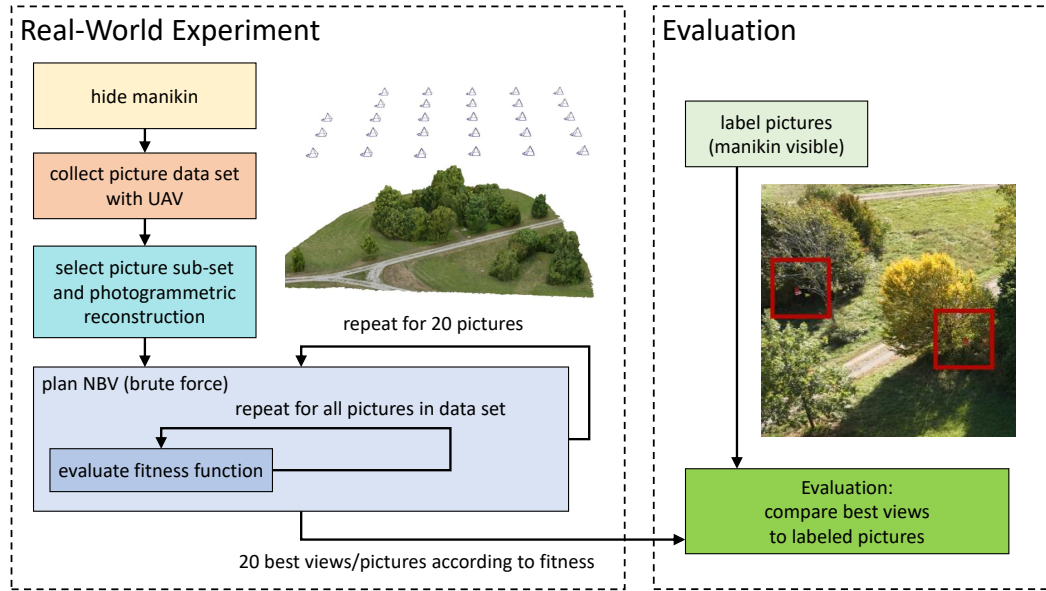 Real-World Experiment
hide manikin
collect picture data set
with UAV
select picture sub-set
and photogrammetric
reconstruction
repeat for 20 pictures
plan NBV (brute force)
repeat for all pictures in data set
evaluate fitness function
20 best views/pictures according to fitness
Evaluation
label pictures
(manikin visible)
Evaluation:
compare best views
to labeled pictures